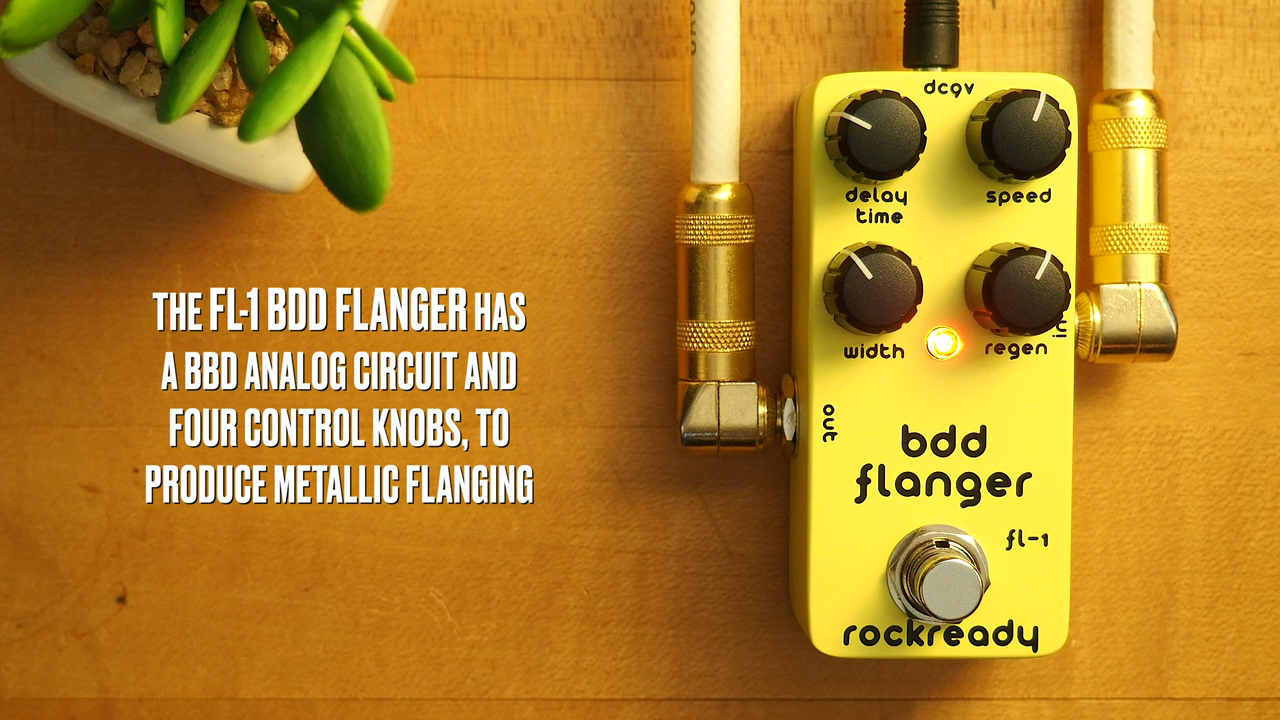 THE FL-1 BDD FLANGER HAS
A BBD ANALOG CIRCUIT AND
FOUR CONTROL KNOBS, TO
PRODUCE METALLIC FLANGING
dc9v
delay
time
speed
width
regen
in
out
bdd
flanger
fl-1
rockready